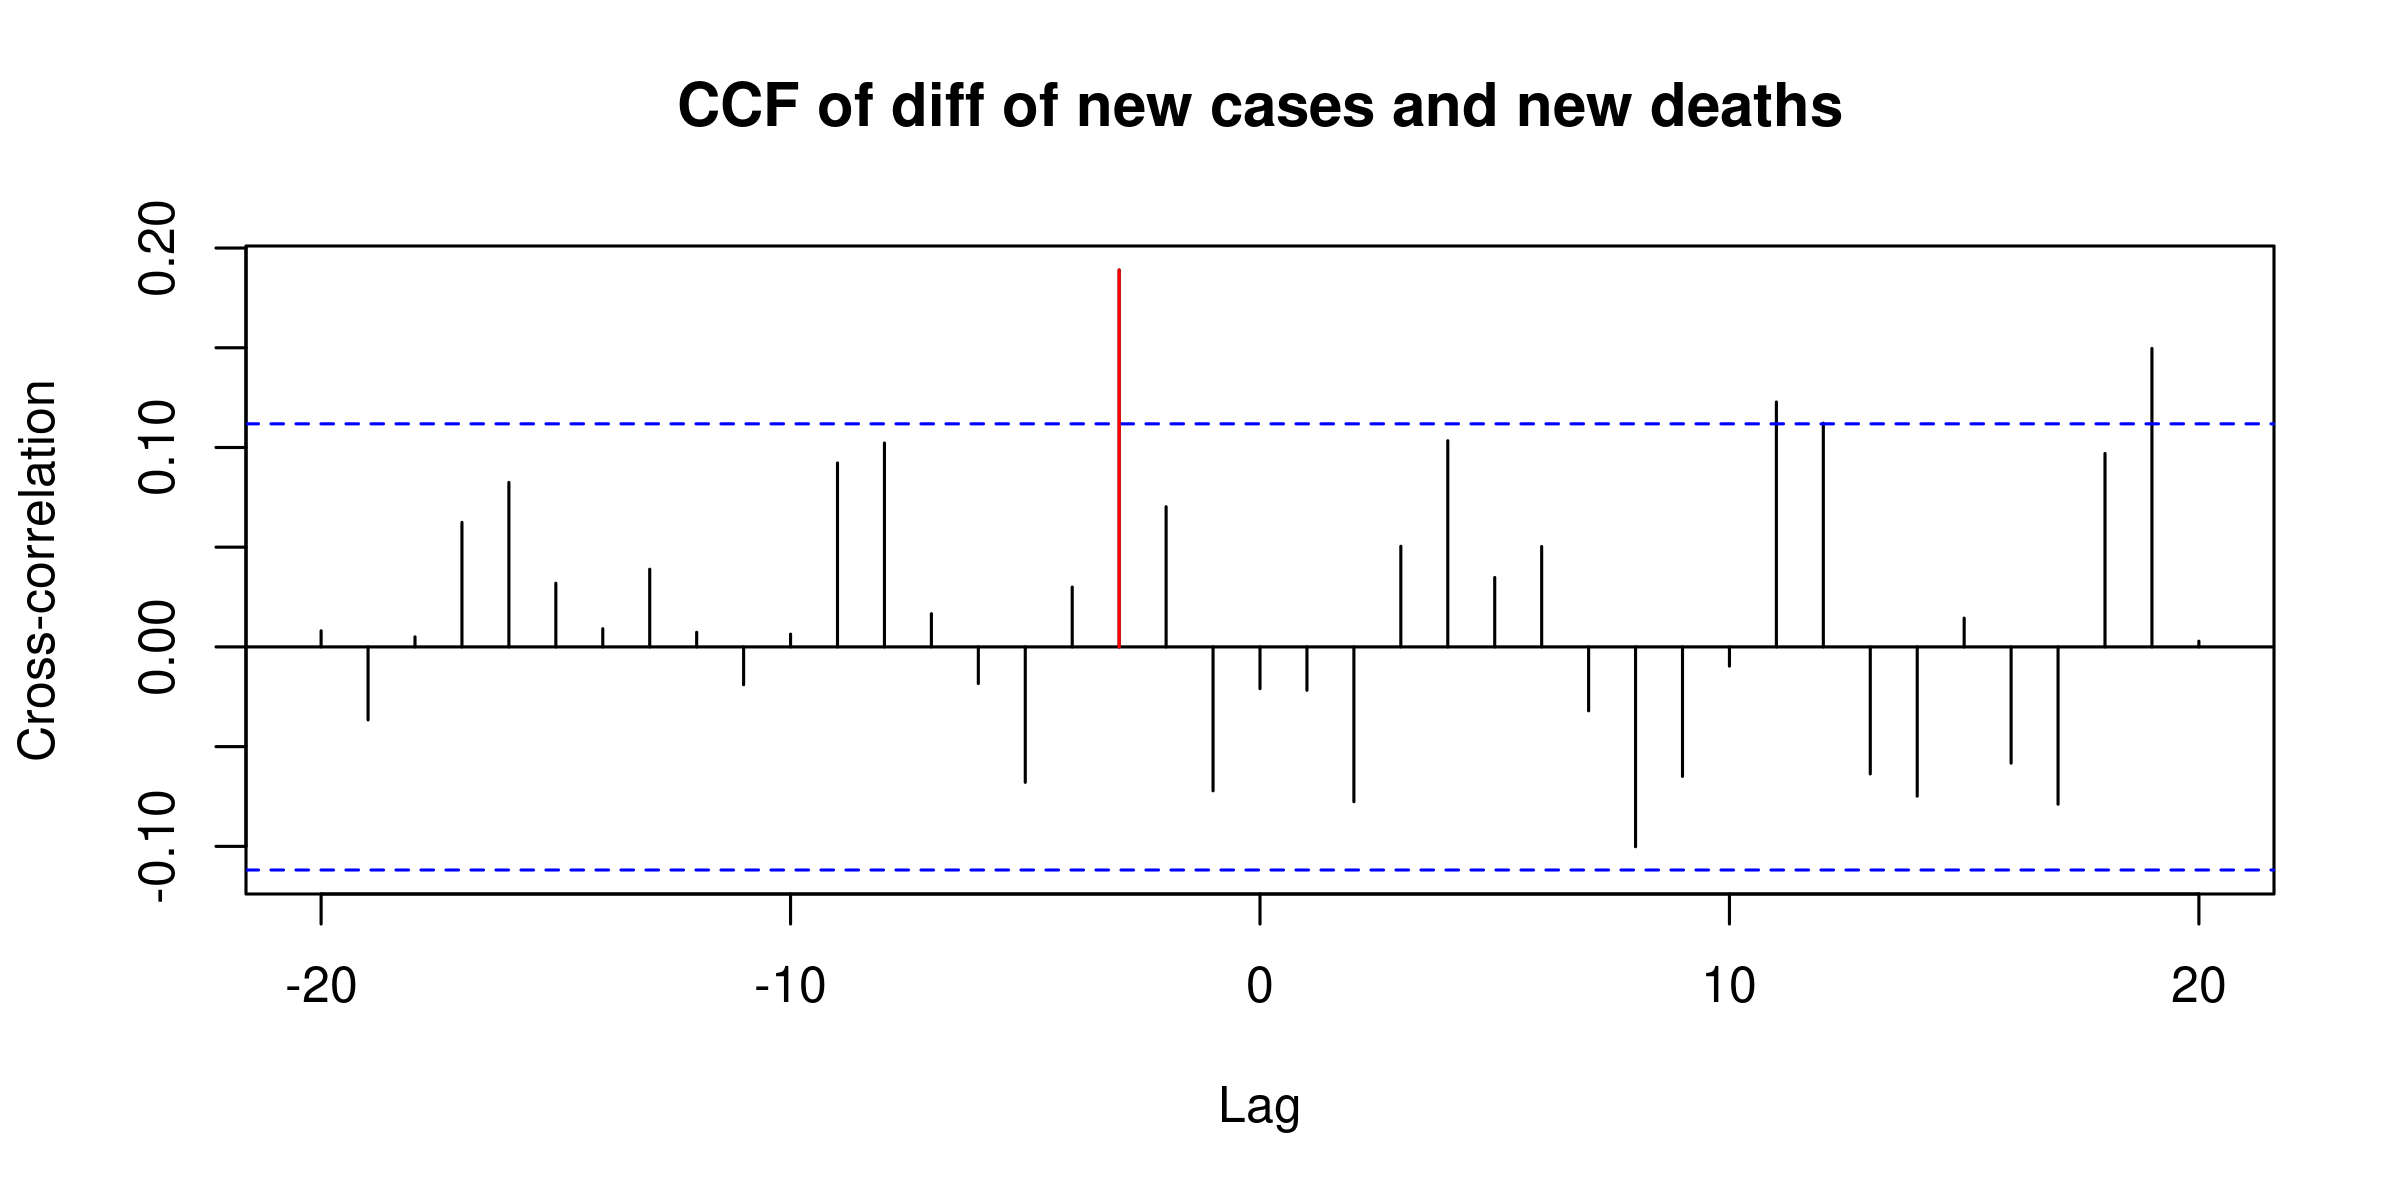 CCF of diff of new cases and new deaths
Cross-correlation
0.20
0.10
0.00
-0.10
-20 -10 0 10 20
Lag